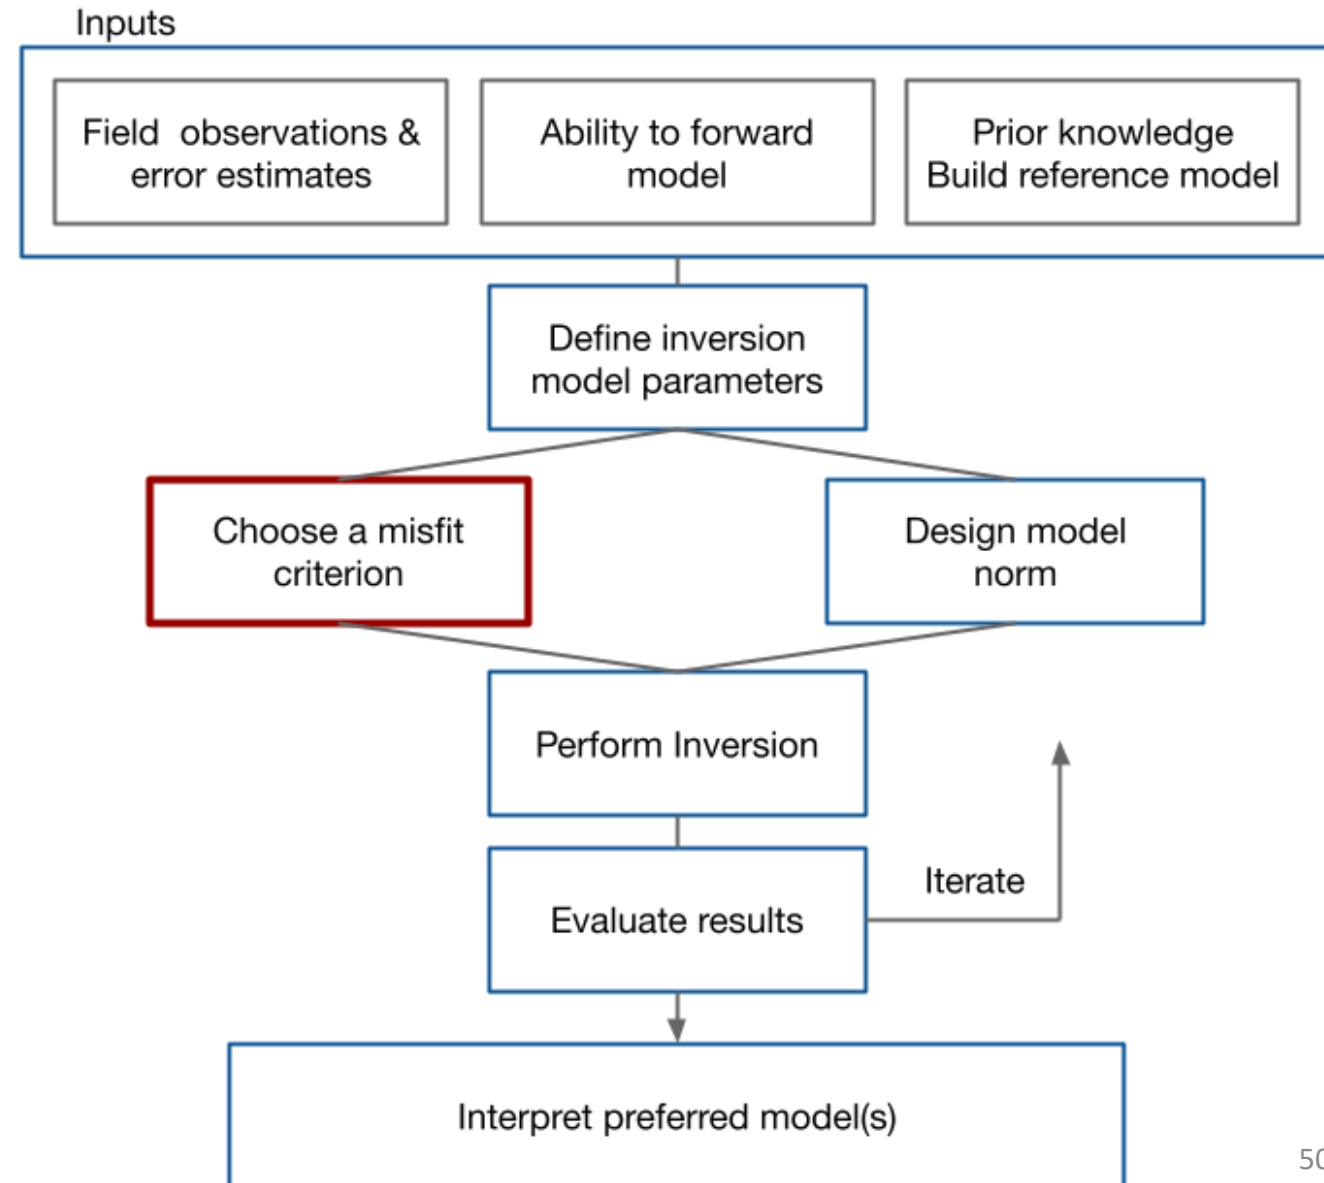 Inputs
Field observations &
error estimates
Ability to forward
model
Prior knowledge
Build reference model
Define inversion
model parameters
Choose a misfit
criterion
Design model
norm
Perform Inversion
Evaluate results
Iterate
Interpret preferred model(s)
50